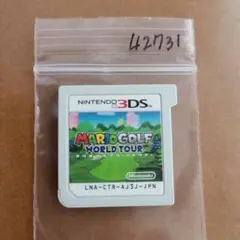 42731
NINTENDO 3DS
MARIO GOLF
WORLD TOUR
Nintendo
LNA-CTR-AJ3J-JPN